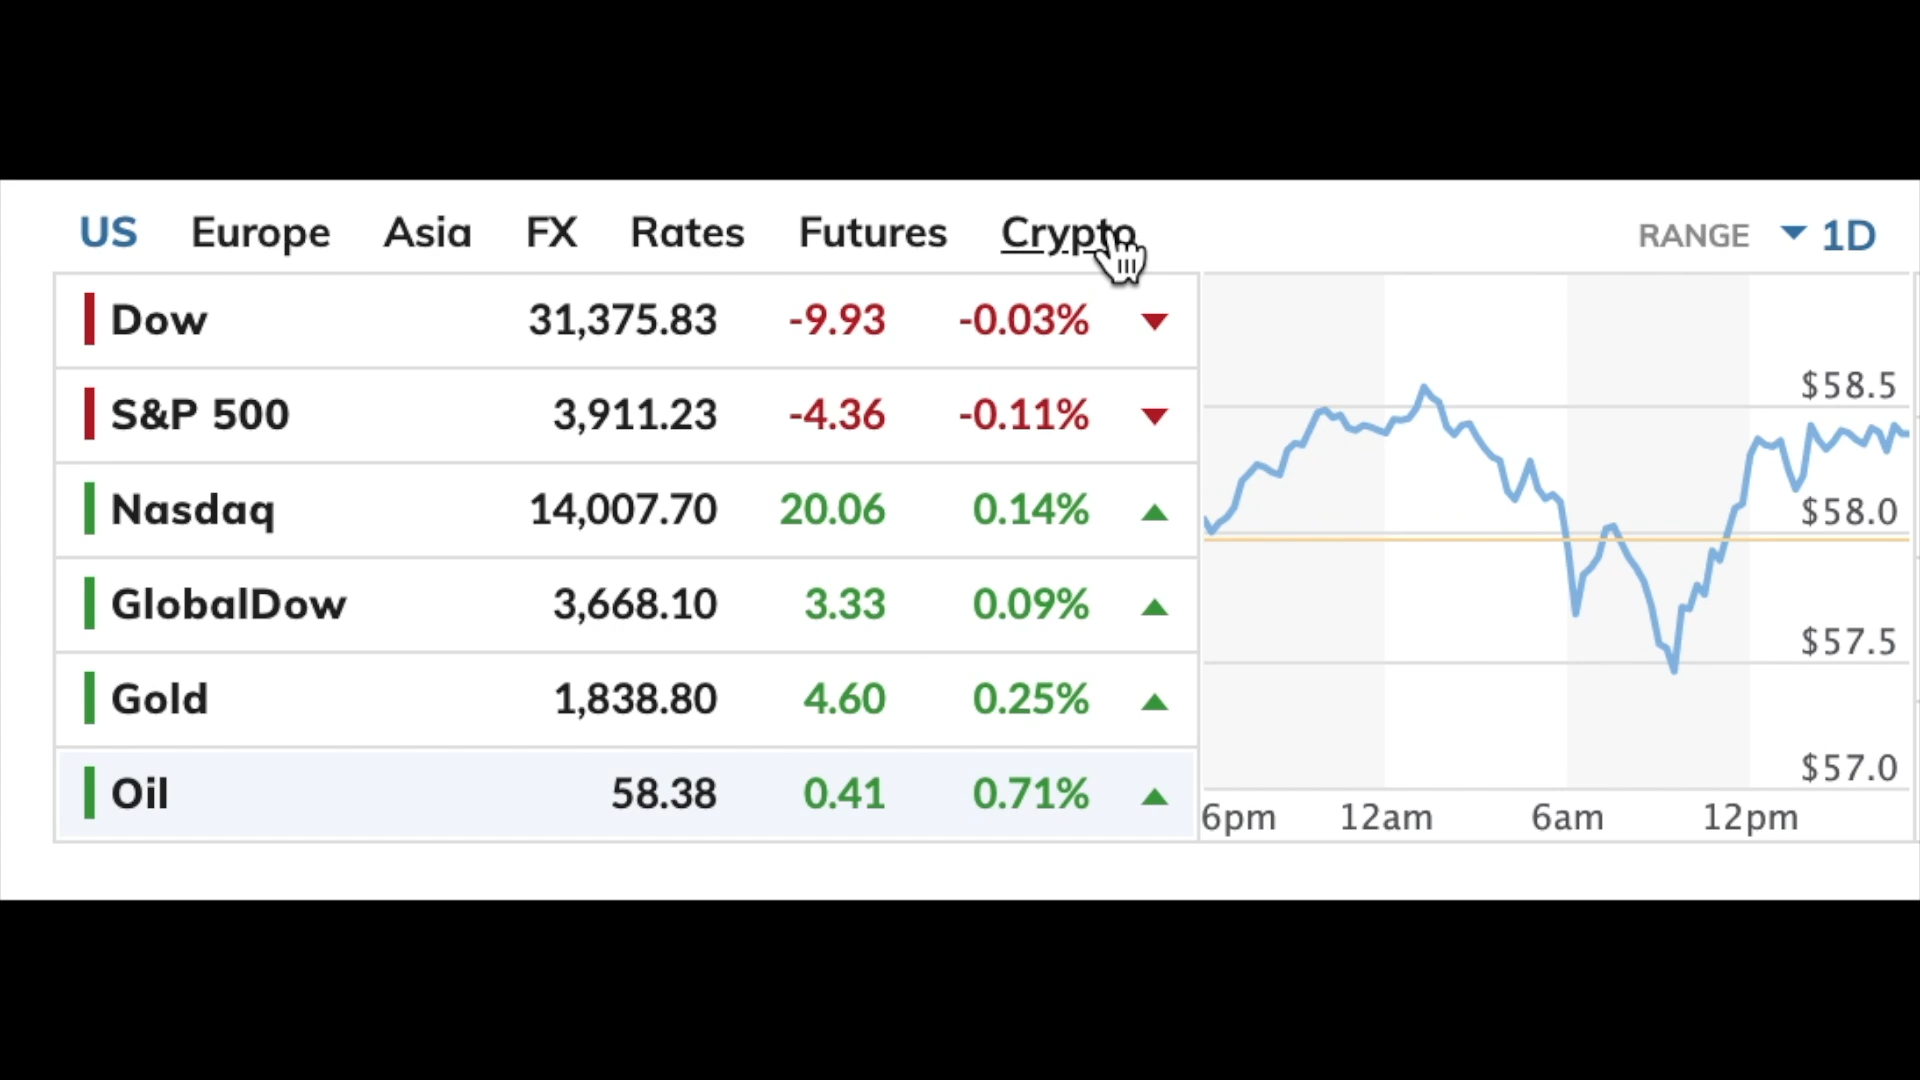 US Europe Asia FX Rates Futures Crypto RANGE 1D
Dow 31,375.83 -9.93 -0.03%
S&P 500 3,911.23 -4.36 -0.11%
Nasdaq 14,007.70 20.06 0.14%
GlobalDow 3,668.10 3.33 0.09%
Gold 1,838.80 4.60 0.25%
Oil 58.38 0.41 0.71%
$58.5
$58.0
$57.5
$57.0
6pm 12am 6am 12pm